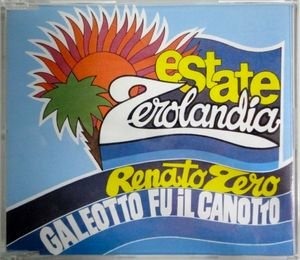 estate
Zerolandia
Renato Zero
GALEOTTO FU iL CANOTTO